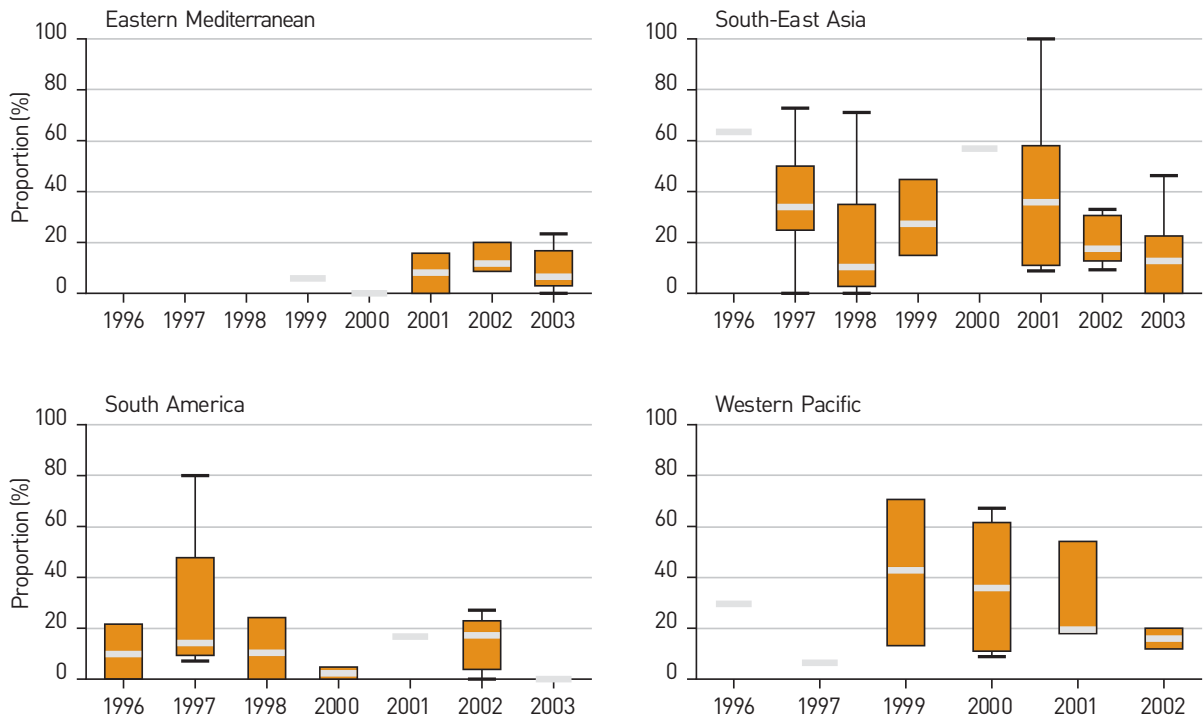 Eastern Mediterranean
Proportion (%)
100
80
60
40
20
0
1996 1997 1998 1999 2000 2001 2002 2003
South-East Asia
100
80
60
40
20
0
1996 1997 1998 1999 2000 2001 2002 2003
South America
Proportion (%)
100
80
60
40
20
0
1996 1997 1998 2000 2001 2002 2003
Western Pacific
100
80
60
40
20
0
1996 1997 1999 2000 2001 2002